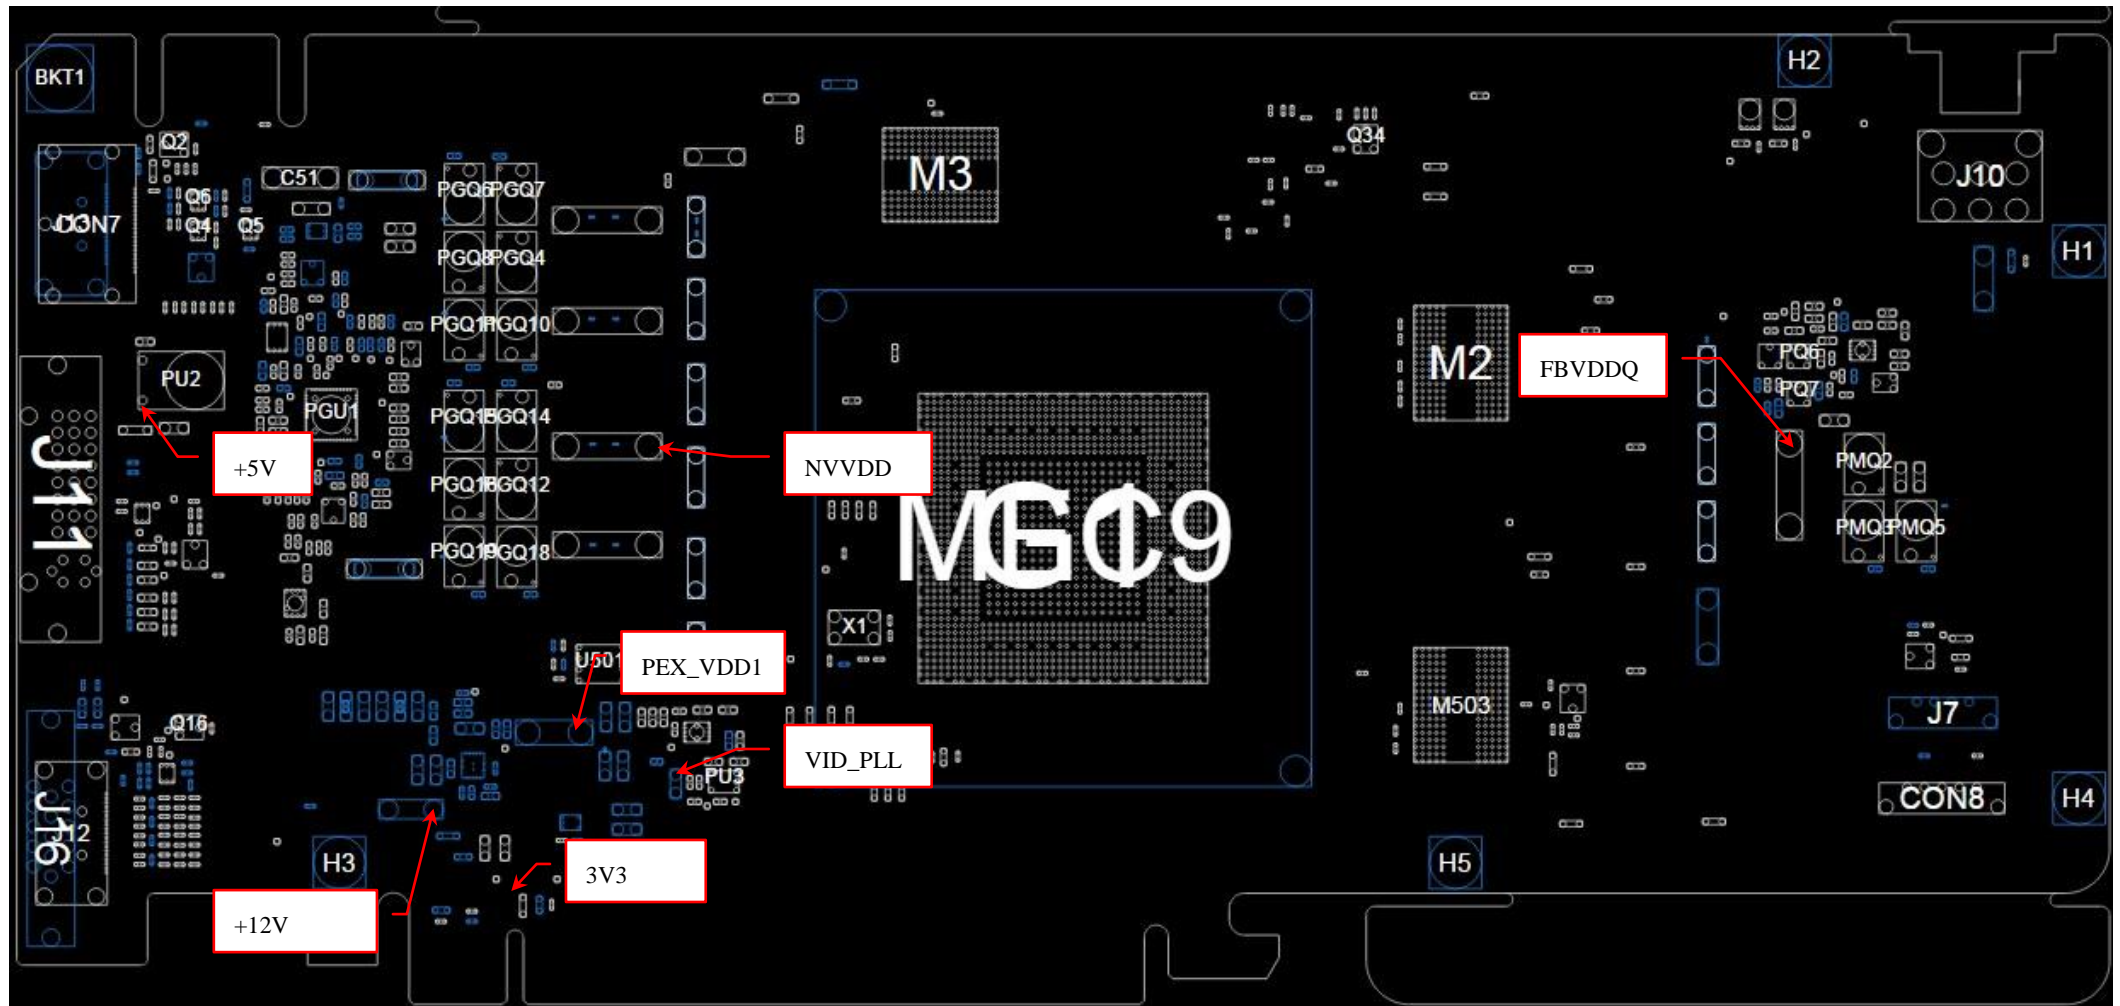 BKT1
H2
Q2
Q34
C51
M3
J10
PGQ6
PGQ7
Q6
Q4
Q5
CON7
H1
PGQ8
PGQ4
PGQ10
PU2
M2
FBVDDQ
PQ6
PQ7
PGU1
PGQ14
+5V
NVVDD
PMQ2
J11
PGQ12
PMQ3
PMQ5
PGQ18
X1
U501
PEX_VDD1
M503
J7
Q16
VID_PLL
PU3
CON8
H4
J16
H3
3V3
H5
+12V